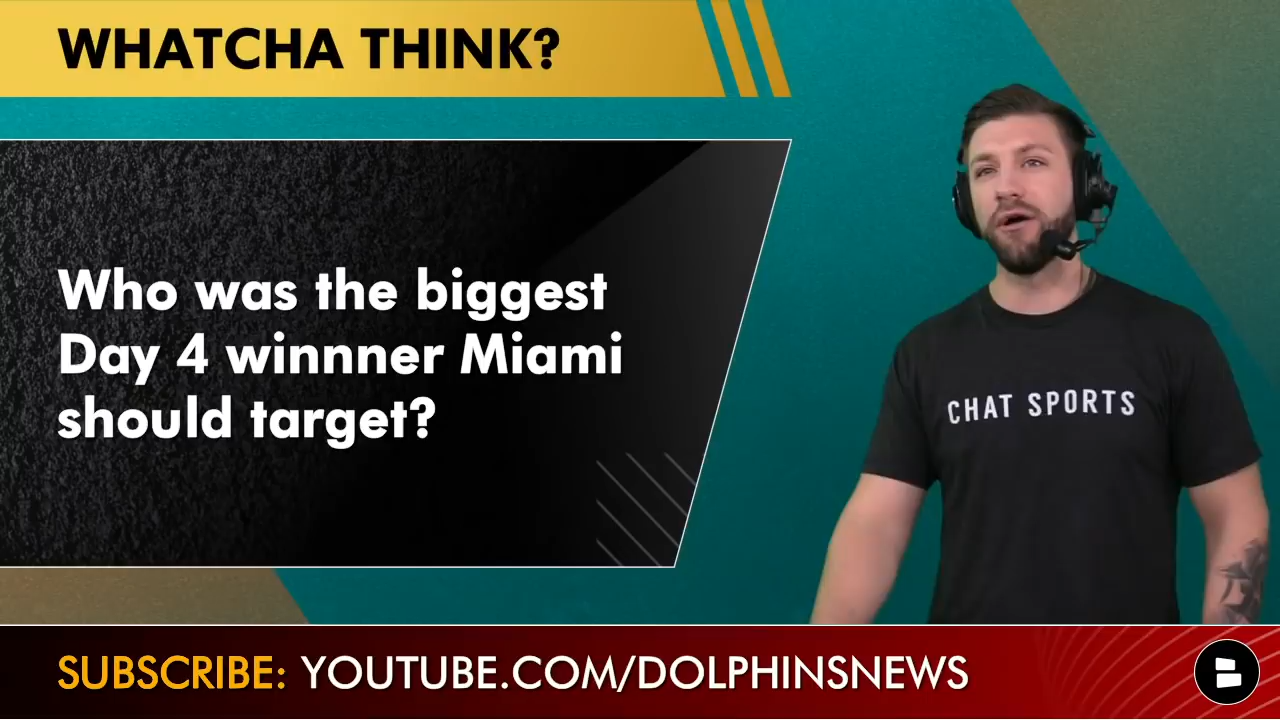 WHATCHA THINK?
Who was the biggest
Day 4 winnner Miami
should target?
CHAT SPORTS
SUBSCRIBE: YOUTUBE.COM/DOLPHINSNEWS